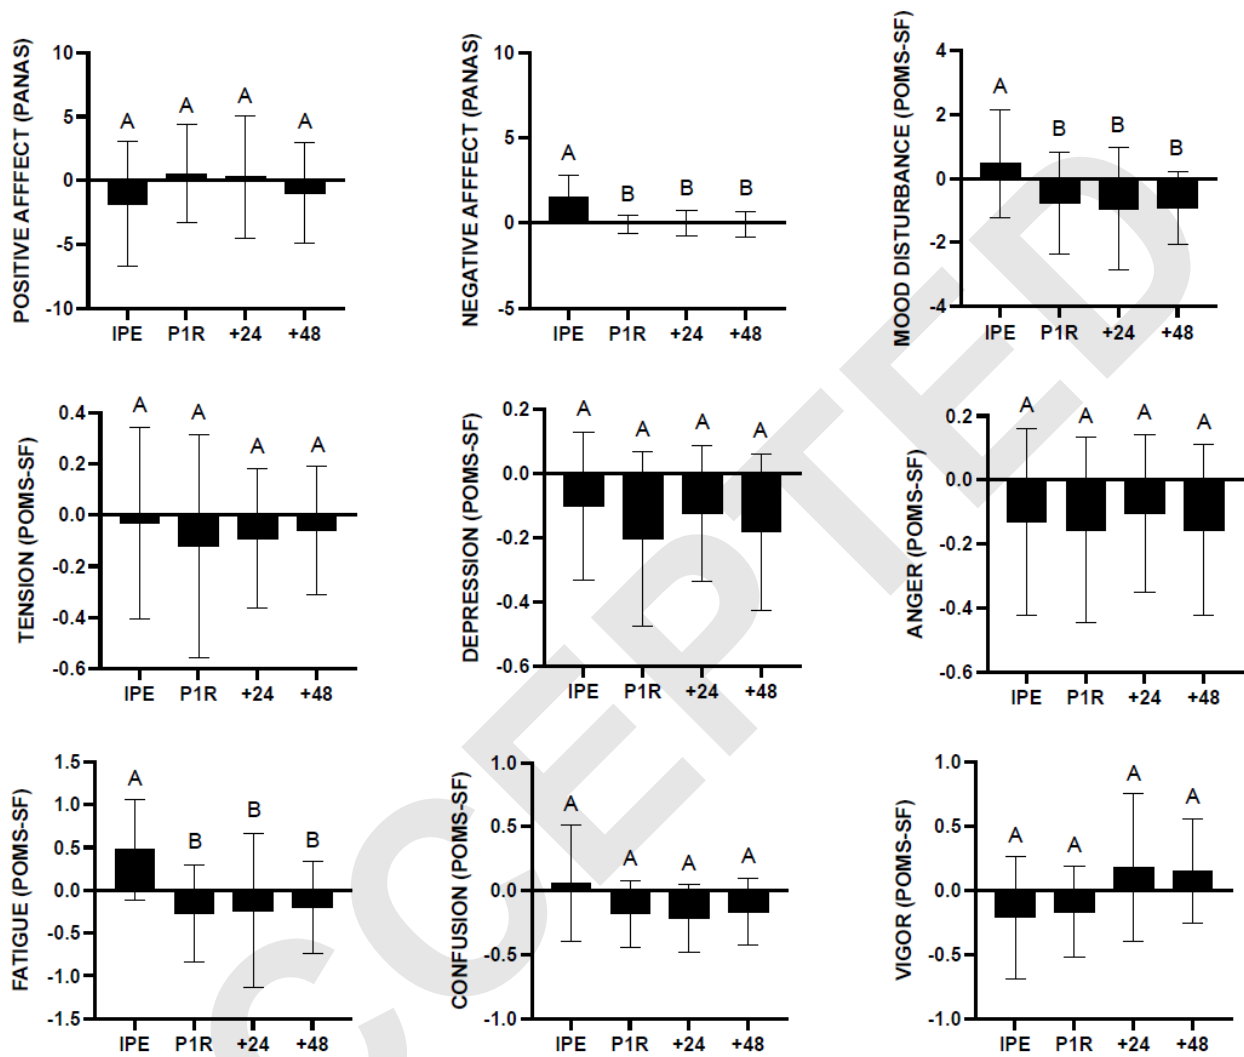 POSITIVE AFFFECT (PANAS)
10
5
0
-5
-10
A A A A
IPE P1R +24 +48
NEGATIVE AFFFECT (PANAS)
10
5
0
-5
A B B B
IPE P1R +24 +48
MOOD DISTURBANCE (POMS-SF)
4
2
0
-2
-4
A B B B
IPE P1R +24 +48
TENSION (POMS-SF)
0.4
0.2
0.0
-0.2
-0.4
-0.6
A A A A
IPE P1R +24 +48
DEPRESSION (POMS-SF)
0.2
0.0
-0.2
-0.4
-0.6
A A A A
IPE P1R +24 +48
ANGER (POMS-SF)
0.2
0.0
-0.2
-0.4
-0.6
A A A A
IPE P1R +24 +48
FATIGUE (POMS-SF)
1.5
1.0
0.5
0.0
-0.5
-1.0
-1.5
A B B B
IPE P1R +24 +48
CONFUSION (POMS-SF)
1.0
0.5
0.0
-0.5
-1.0
A A A A
IPE P1R +24 +48
VIGOR (POMS-SF)
1.0
0.5
0.0
-0.5
-1.0
A A A A
IPE P1R +24 +48
CCEPTED